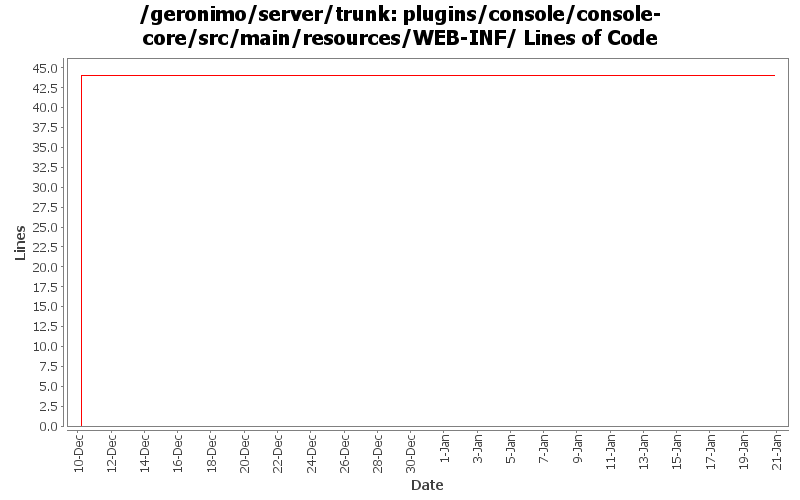 /geronimo/server/trunk: plugins/console/console-
core/src/main/resources/WEB-INF/ Lines of Code
45.0
42.5
40.0
37.5
35.0
32.5
30.0
27.5
25.0
22.5
20.0
17.5
15.0
12.5
10.0
7.5
5.0
2.5
0.0
Lines
10-Dec
12-Dec
14-Dec
16-Dec
18-Dec
20-Dec
22-Dec
24-Dec
26-Dec
28-Dec
30-Dec
1-Jan
3-Jan
5-Jan
7-Jan
9-Jan
11-Jan
13-Jan
15-Jan
17-Jan
19-Jan
21-Jan
Date